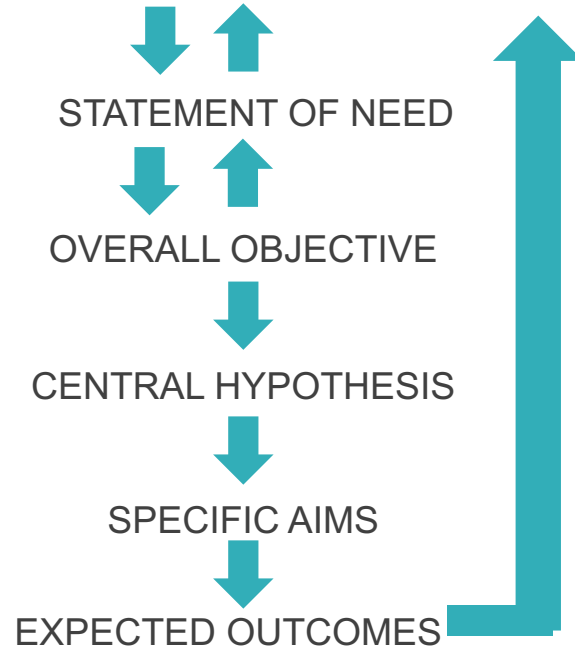 STATEMENT OF NEED
OVERALL OBJECTIVE
CENTRAL HYPOTHESIS
SPECIFIC AIMS
EXPECTED OUTCOMES